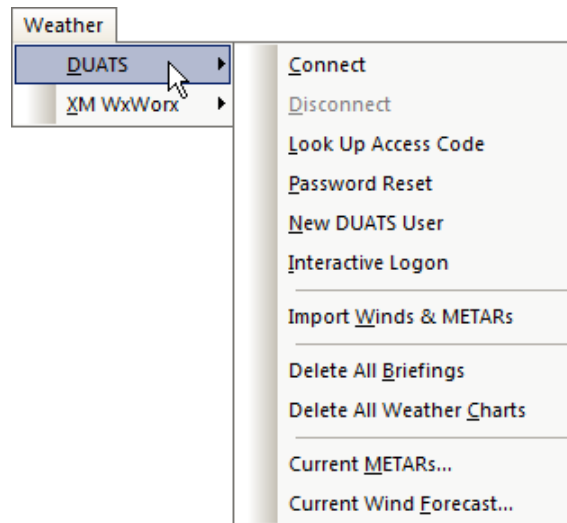 Weather
DUATS
XM WxWorx
Connect
Disconnect
Look Up Access Code
Password Reset
New DUATS User
Interactive Logon
Import Winds & METARs
Delete All Briefings
Delete All Weather Charts
Current METARs...
Current Wind Forecast...